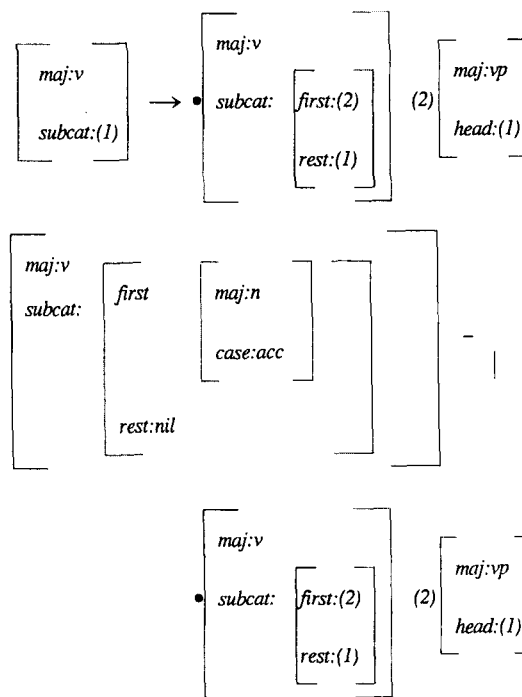 maj:v
maj:v → • subcat: first:(2) (2) maj:vp
subcat:(1) rest:(1) head:(1)
maj:v
subcat: first maj:n
case:acc
rest:nil
maj:v
maj:vp
• subcat: first:(2) (2)
rest:(1) head:(1)